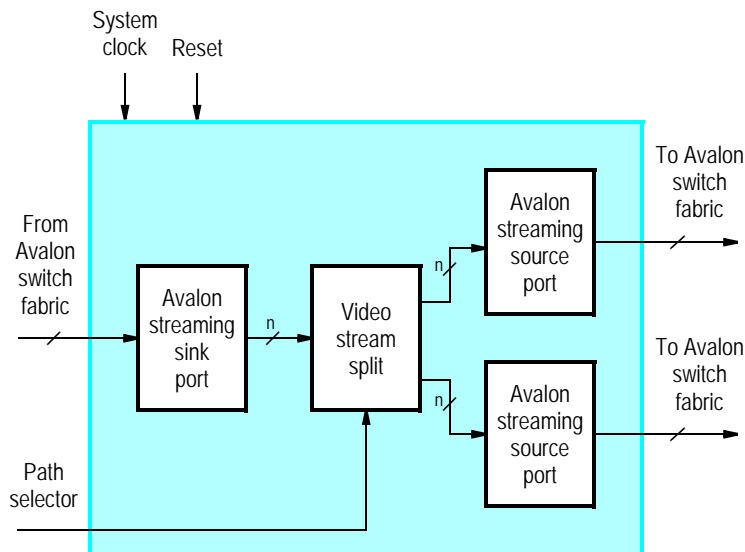 System
clock
Reset
To Avalon
switch
fabric
From
Avalon
switch
fabric
Avalon
streaming
sink
port
n
Video
stream
split
n
n
Avalon
streaming
source
port
Avalon
streaming
source
port
To Avalon
switch
fabric
Path
selector